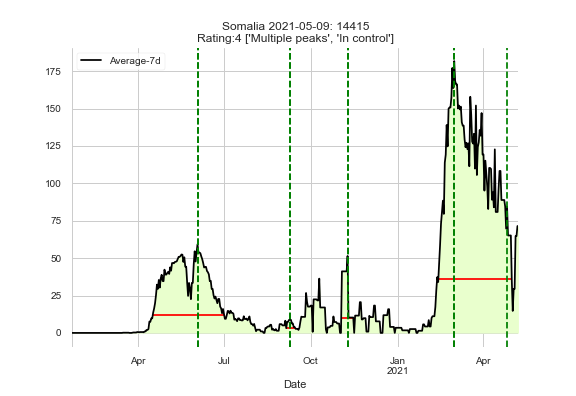 Somalia 2021-05-09: 14415
Rating:4 ['Multiple peaks', 'In control']
Average-7d
175
150
125
100
75
50
25
0
Apr
Jul
Oct
Jan
2021
Apr
Date